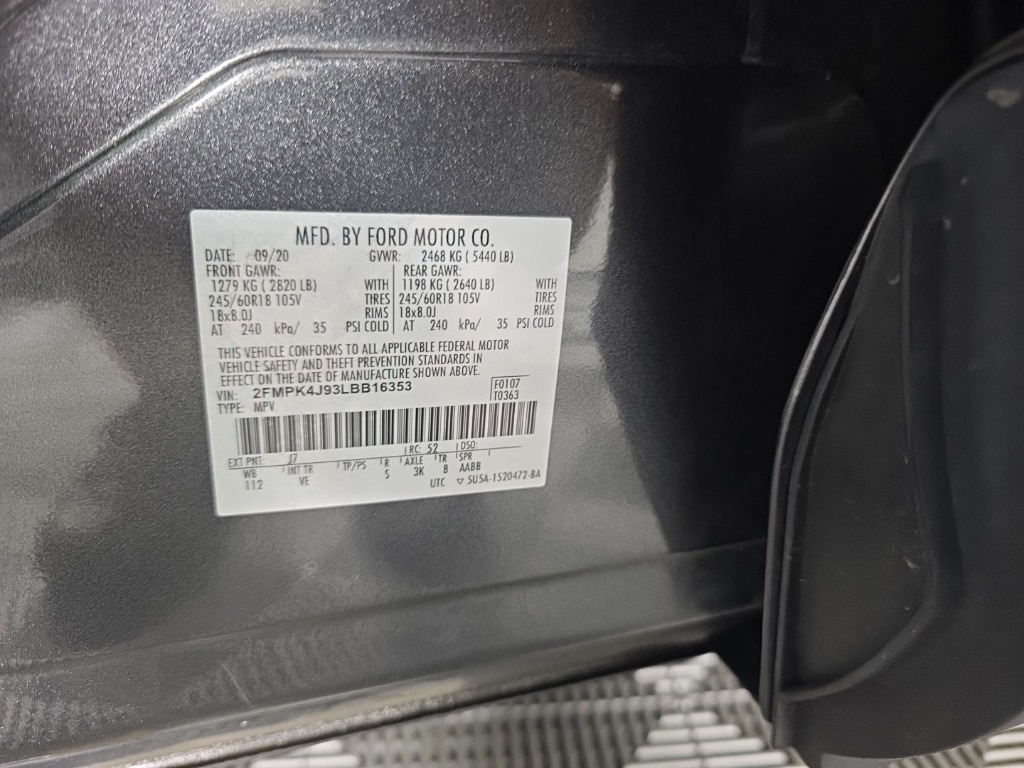 MFD. BY FORD MOTOR CO.
DATE: 09/20 GVWR: 2468 KG ( 5440 LB)
FRONT GAWR: REAR GAWR:
1279 KG ( 2820 LB) WITH 1198 KG ( 2640 LB) WITH
245/60R18 105V TIRES 245/60R18 105V TIRES
18x8.0J RIMS 18x8.0J RIMS
AT 240 kPa/ 35 PSI COLD AT 240 kPa/ 35 PSI COLD
THIS VEHICLE CONFORMS TO ALL APPLICABLE FEDERAL MOTOR
VEHICLE SAFETY AND THEFT PREVENTION STANDARDS IN
EFFECT ON THE DATE OF MANUFACTURE SHOWN ABOVE.
VIN: 2FMPK4J93LBB16353 F0107
TYPE: MPV T0363
EXT PNT: J7 RC: 52 DSO:
WB INT TR TP/PS R AXLE TR SPR
112 VE S 3K B AABB
UTC ▽ 5U5A-1520472-BA